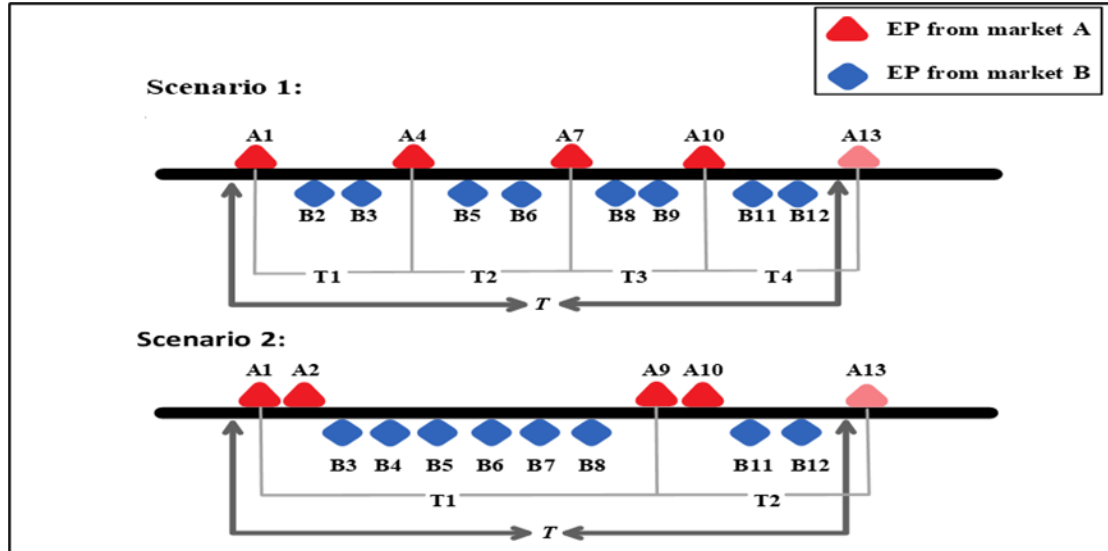 EP from market A
EP from market B
Scenario 1:
A1 A4 A7 A10 A13
B2 B3 B5 B6 B8 B9 B11 B12
T1 T2 T3 T4
T
Scenario 2:
A1 A2 A9 A10 A13
B3 B4 B5 B6 B7 B8 B11 B12
T1 T2
T